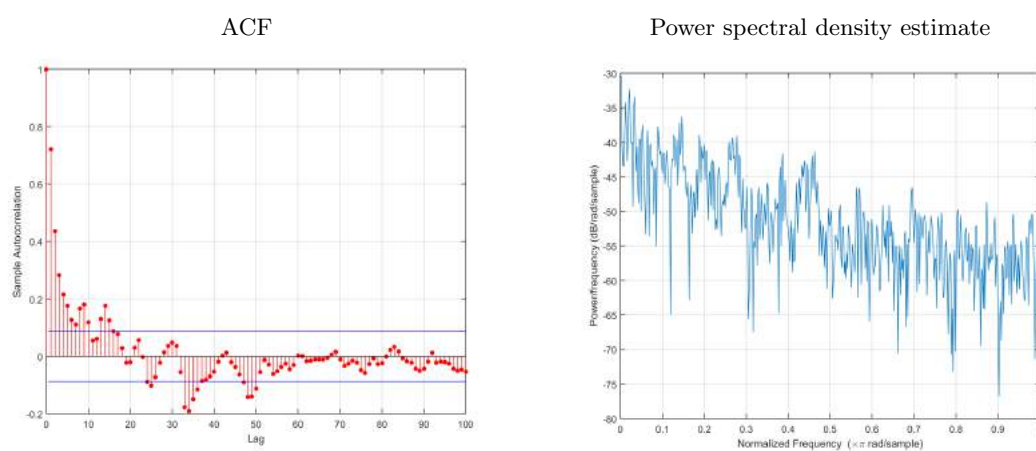 ACF
Power spectral density estimate
1
0.8
0.6
0.4
0.2
0
-0.2
Sample Autocorrelation
0 10 20 30 40 50 60 70 80 90 100
Lag
-30
-35
-40
-45
-50
-55
-60
-65
-70
-75
-80
Power/frequency (dB/rad/sample)
0 0.1 0.2 0.3 0.4 0.5 0.6 0.7 0.8 0.9
Normalized Frequency (×π rad/sample)